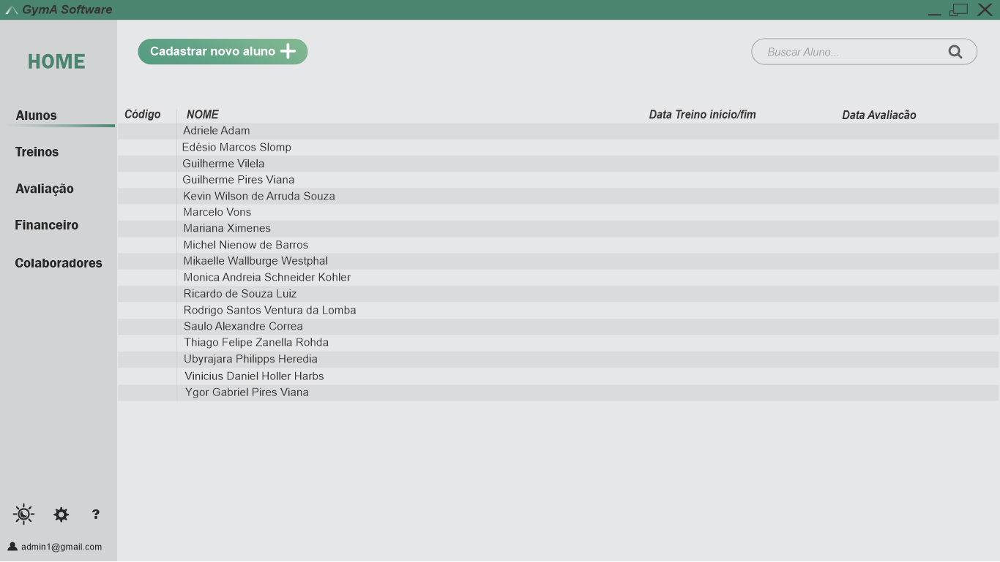 GymA Software
HOME
Cadastrar novo aluno
Buscar Aluno...
Alunos
Treinos
Avaliação
Financeiro
Colaboradores
Código NOME Data Treino início/fim Data Avaliacão
Adriele Adam
Edésio Marcos Slomp
Guilherme Vilela
Guilherme Pires Viana
Kevin Wilson de Arruda Souza
Marcelo Vons
Mariana Ximenes
Michel Nienow de Barros
Mikaelle Wallburge Westphal
Monica Andreia Schneider Kohler
Ricardo de Souza Luiz
Rodrigo Santos Ventura da Lomba
Saulo Alexandre Correa
Thiago Felipe Zanella Rohda
Ubyrajara Philipps Heredia
Vinicius Daniel Holler Harbs
Ygor Gabriel Pires Viana
?
admin1@gmail.com